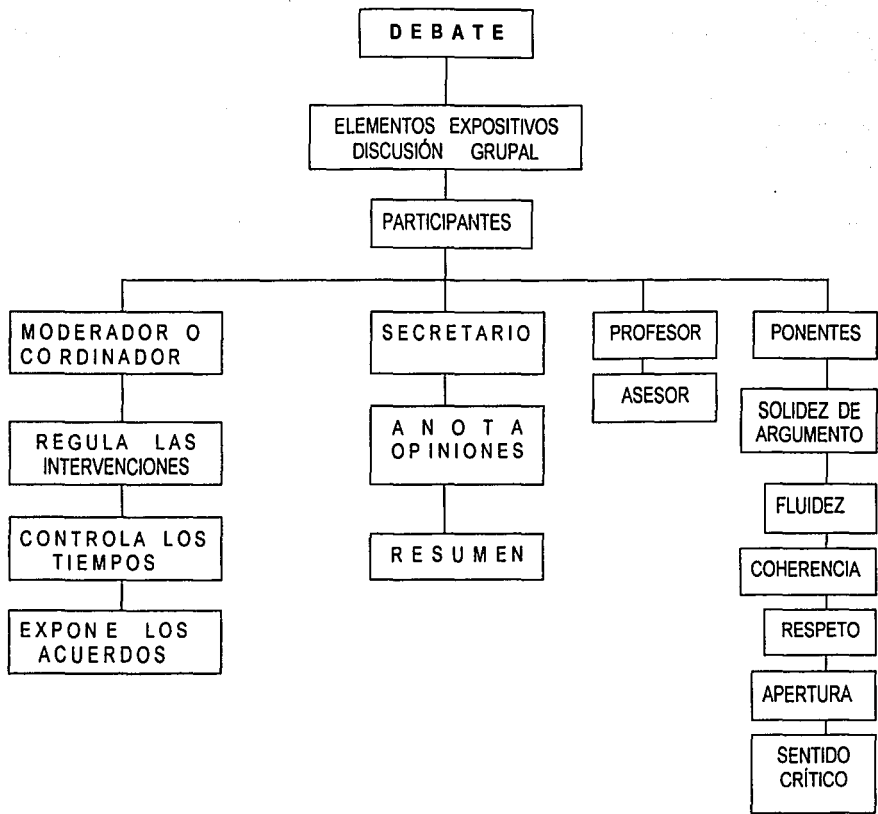 DEBATE
ELEMENTOS EXPOSITIVOS
DISCUSIÓN GRUPAL
PARTICIPANTES
MODERADOR O
CORDINADOR
REGULA LAS
INTERVENCIONES
CONTROLA LOS
TIEMPOS
EXPONE LOS
ACUERDOS
SECRETARIO
ANOTA
OPINIONES
RESUMEN
PROFESOR
ASESOR
PONENTES
SOLIDEZ DE
ARGUMENTO
FLUIDEZ
COHERENCIA
RESPETO
APERTURA
SENTIDO
CRÍTICO